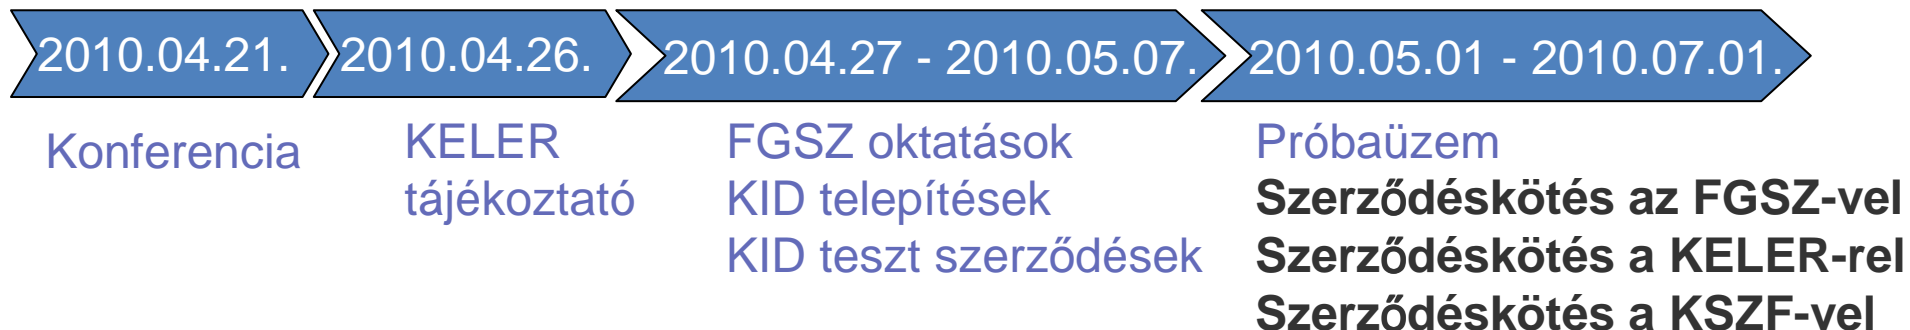 2010.04.21.
2010.04.26.
2010.04.27 - 2010.05.07.
2010.05.01 - 2010.07.01.
Konferencia
KELER
tájékoztató
FGSZ oktatások
KID telepítések
KID teszt szerződések
Próbaüzem
Szerződéskötés az FGSZ-vel
Szerződéskötés a KELER-rel
Szerződéskötés a KSZF-vel